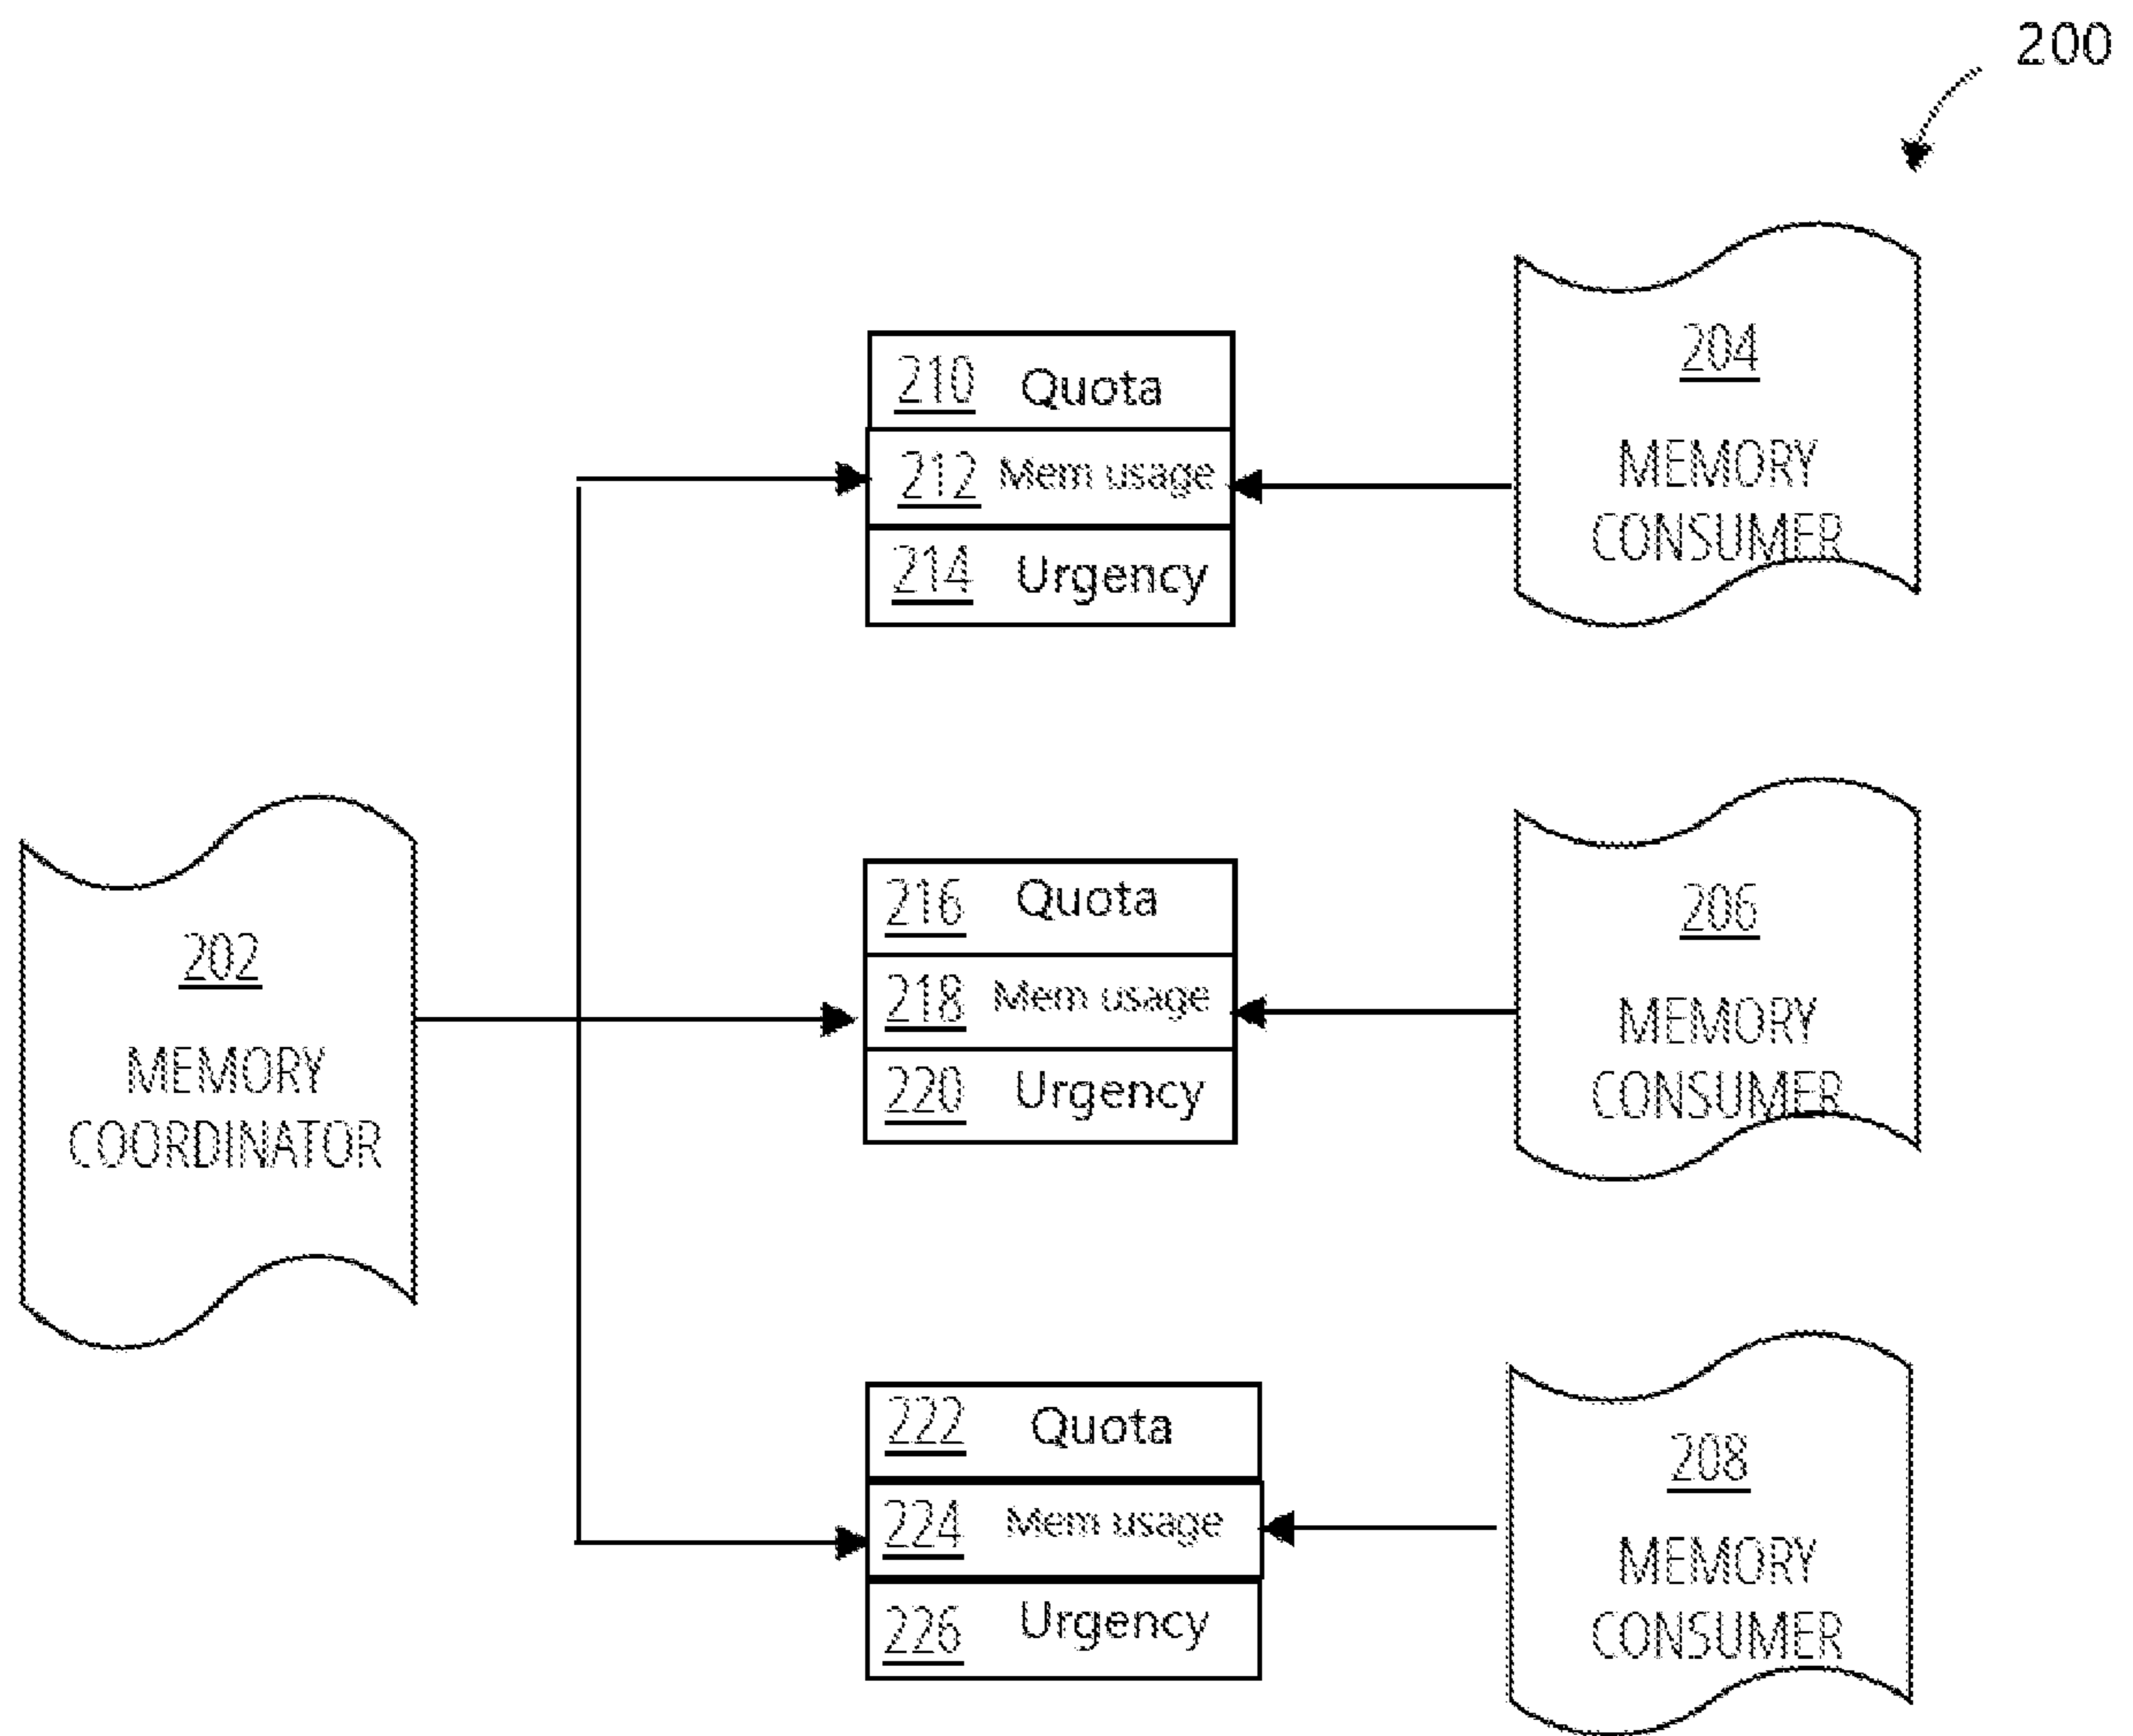 200
210 Quota
212 Mem usage
214 Urgency
204
MEMORY
CONSUMER
202
MEMORY
COORDINATOR
216 Quota
218 Mem usage
220 Urgency
206
MEMORY
CONSUMER
222 Quota
224 Mem usage
226 Urgency
208
MEMORY
CONSUMER